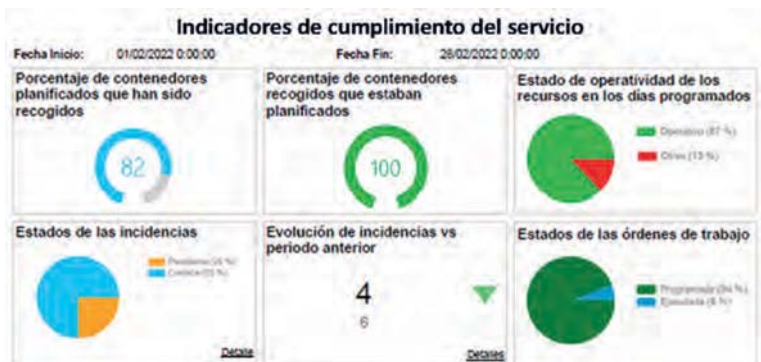 Indicadores de cumplimiento del servicio
Fecha Inicio: 01/02/2022 0:00:00 Fecha Fin: 28/02/2022 0:00:00
Porcentaje de contenedores
planificados que han sido
recogidos
82
Porcentaje de contenedores
recogidos que estaban
planificados
100
Estado de operatividad de los
recursos en los días programados
Operativo (87 %)
Otros (13 %)
Estados de las incidencias
Detalle
Evolución de incidencias vs
periodo anterior
4
6
Detalles
Estados de las órdenes de trabajo
Programada (94 %)
Ejecutada (6 %)